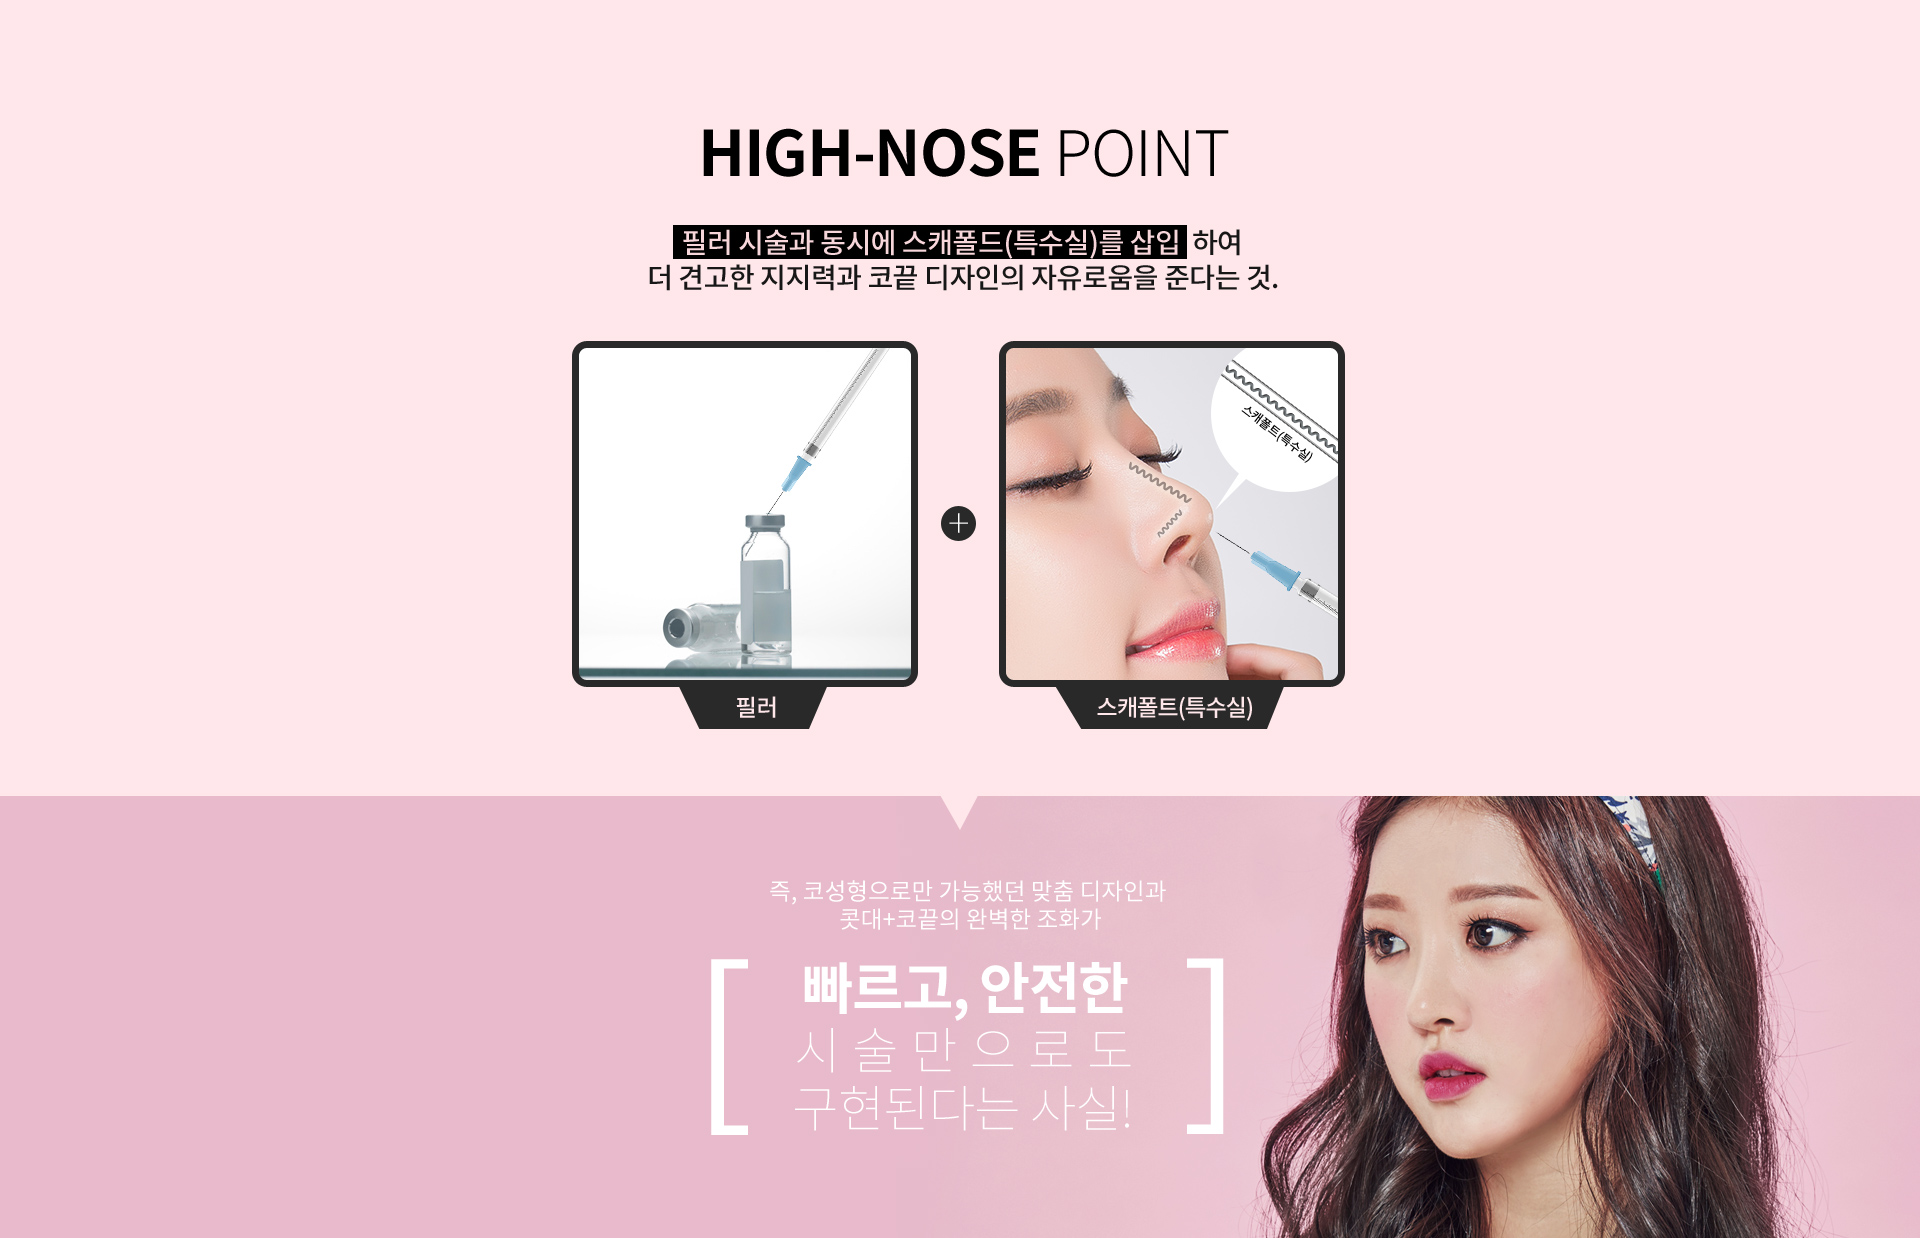 HIGH-NOSE POINT
필러 시술과 동시에 스캐폴드(특수실)를 삽입 하여
더 견고한 지지력과 코끝 디자인의 자유로움을 준다는 것.
스캐폴트(특수실)
필러
스캐폴트(특수실)
즉, 코성형으로만 가능했던 맞춤 디자인과
콧대+코끝의 완벽한 조화가
빠르고, 안전한
시술만으로도
구현된다는 사실!